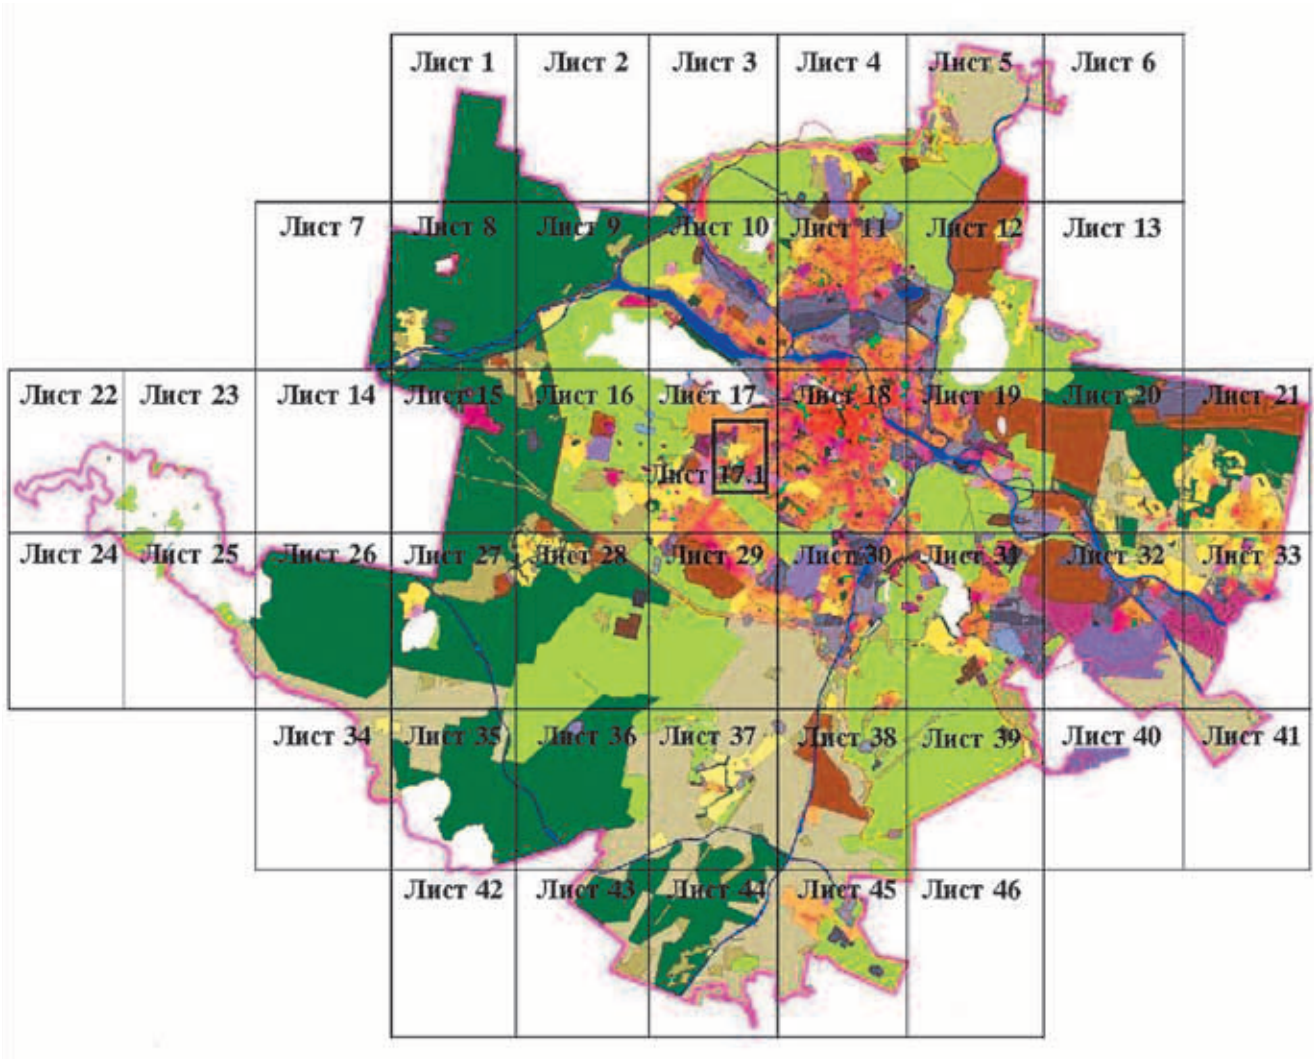 Лист 1
Лист 2
Лист 3
Лист 4
Лист 5
Лист 6
Лист 7
Лист 8
Лист 9
Лист 10
Лист 11
Лист 12
Лист 13
Лист 22
Лист 23
Лист 14
Лист 15
Лист 16
Лист 17
Лист 18
Лист 19
Лист 20
Лист 21
Лист 17.1
Лист 24
Лист 25
Лист 26
Лист 27
Лист 28
Лист 29
Лист 30
Лист 31
Лист 32
Лист 33
Лист 34
Лист 35
Лист 36
Лист 37
Лист 38
Лист 39
Лист 40
Лист 41
Лист 42
Лист 43
Лист 44
Лист 45
Лист 46